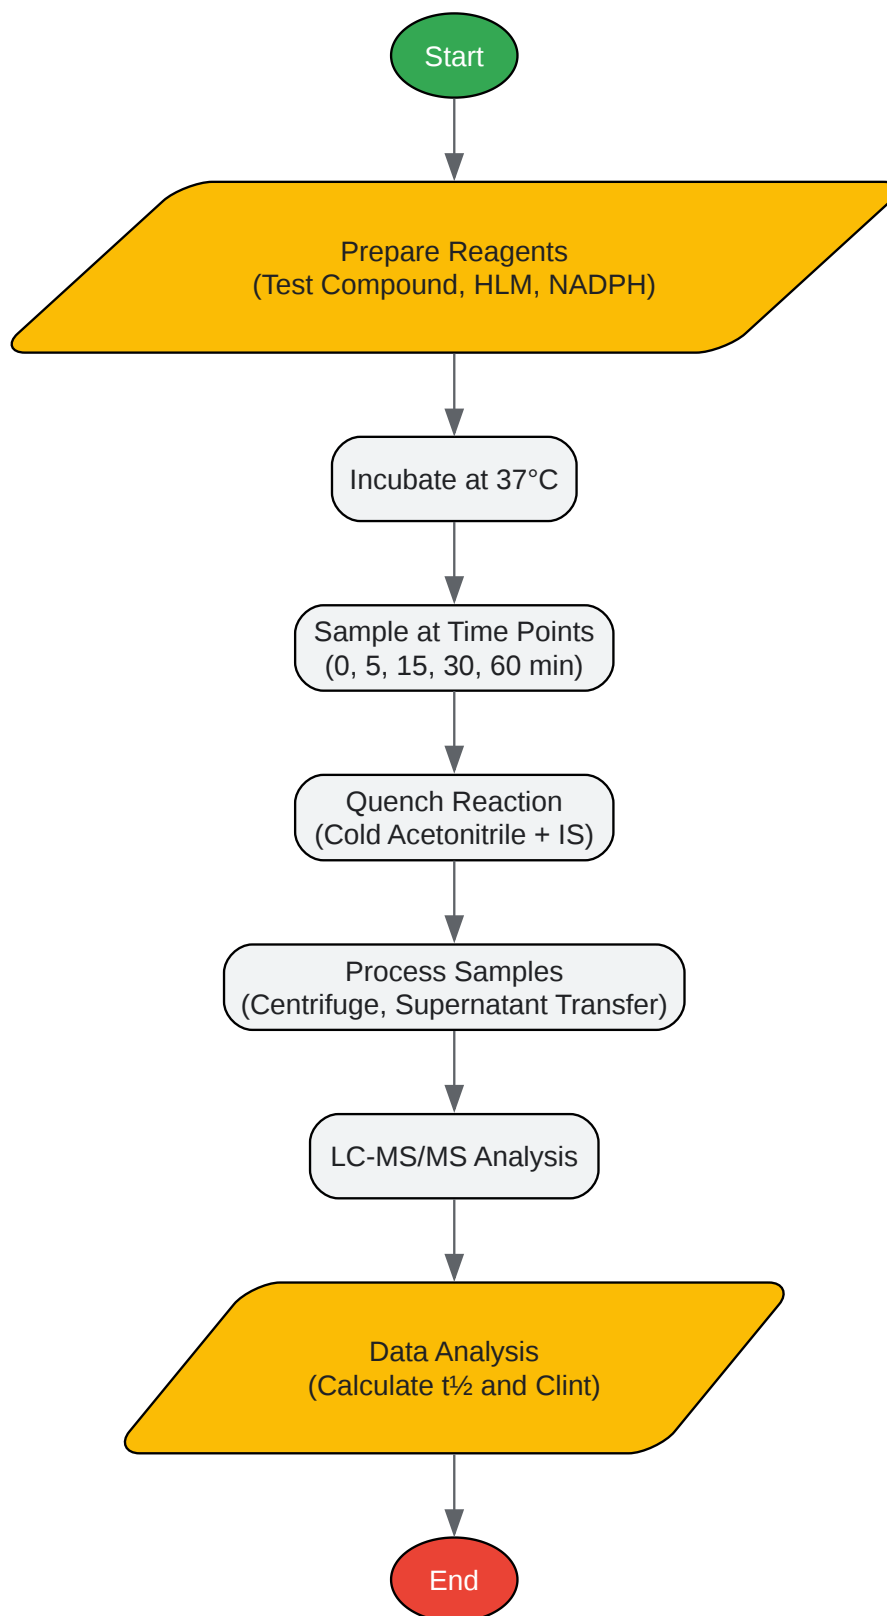 Start
Prepare Reagents
(Test Compound, HLM, NADPH)
Incubate at 37°C
Sample at Time Points
(0, 5, 15, 30, 60 min)
Quench Reaction
(Cold Acetonitrile + IS)
Process Samples
(Centrifuge, Supernatant Transfer)
LC-MS/MS Analysis
Data Analysis
(Calculate t½ and Clint)
End